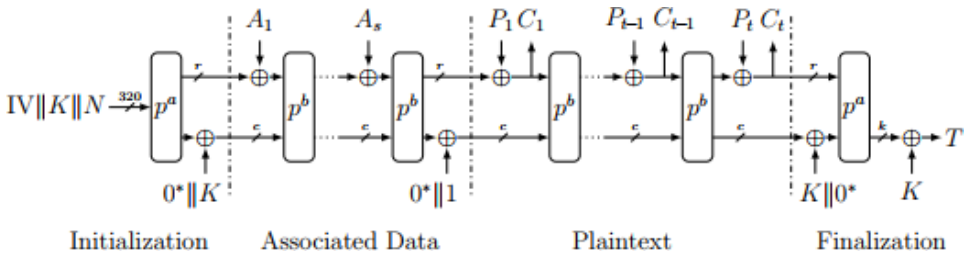 A₁ Aₛ P₁ C₁ Pₜ₋₁ Cₜ₋₁ Pₜ Cₜ
r r r r
IV‖K‖N 320 pᵃ pᵇ pᵇ pᵇ pᵇ pᵃ
c c c c c c k T
0*‖K 0*‖1 K‖0* K
Initialization Associated Data Plaintext Finalization